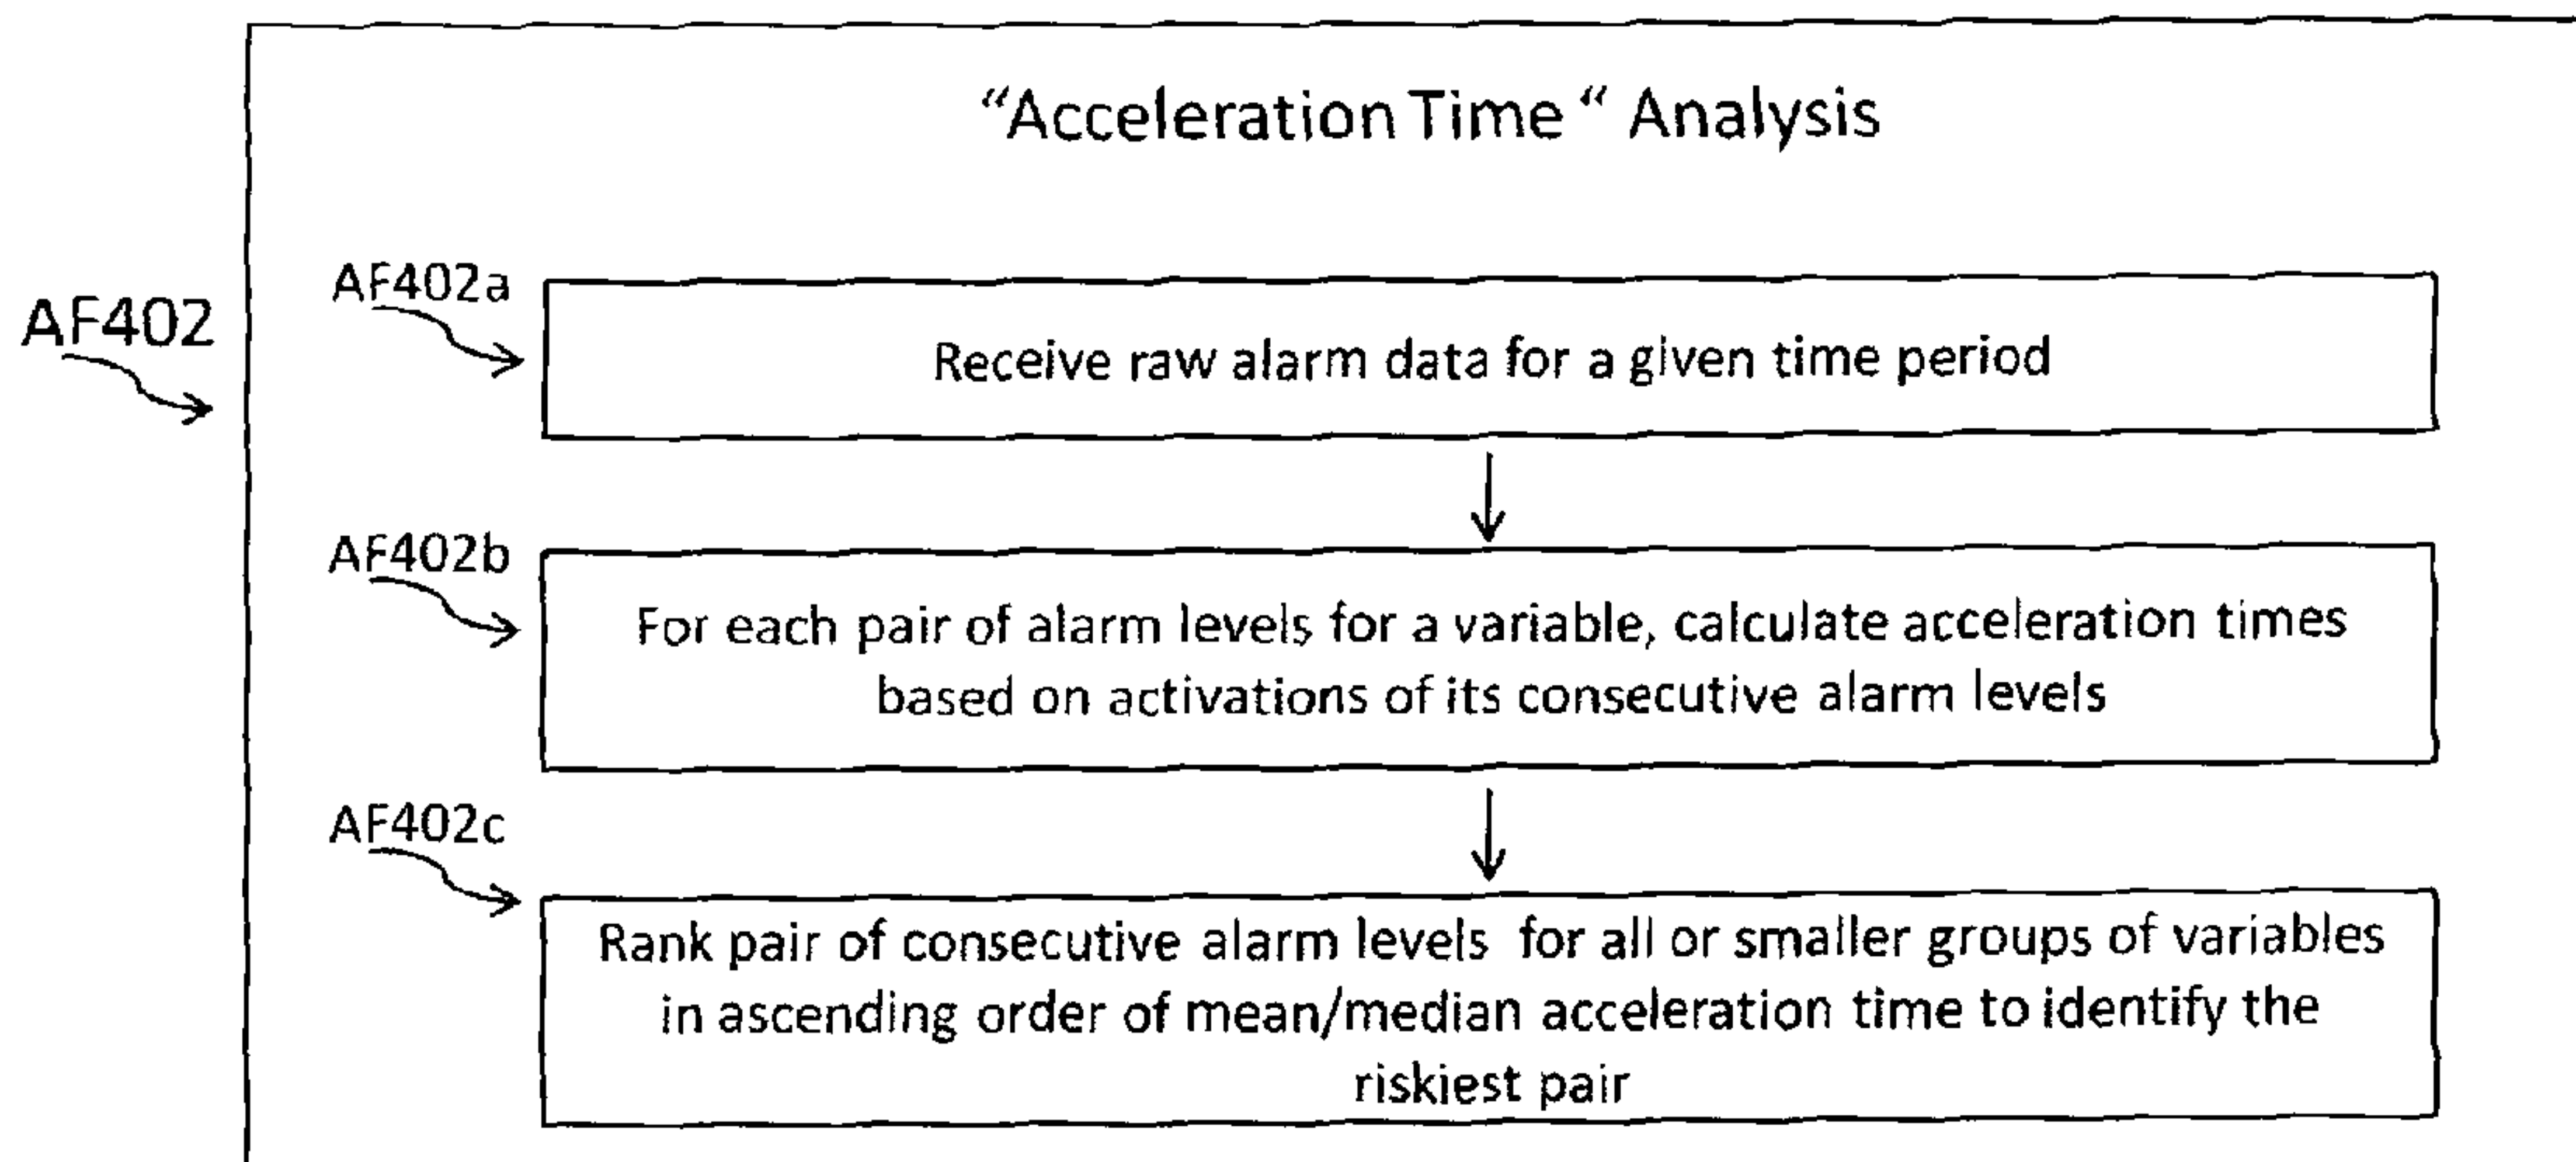 “Acceleration Time “ Analysis
AF402
AF402a
Receive raw alarm data for a given time period
AF402b
For each pair of alarm levels for a variable, calculate acceleration times
based on activations of its consecutive alarm levels
AF402c
Rank pair of consecutive alarm levels for all or smaller groups of variables
in ascending order of mean/median acceleration time to identify the
riskiest pair